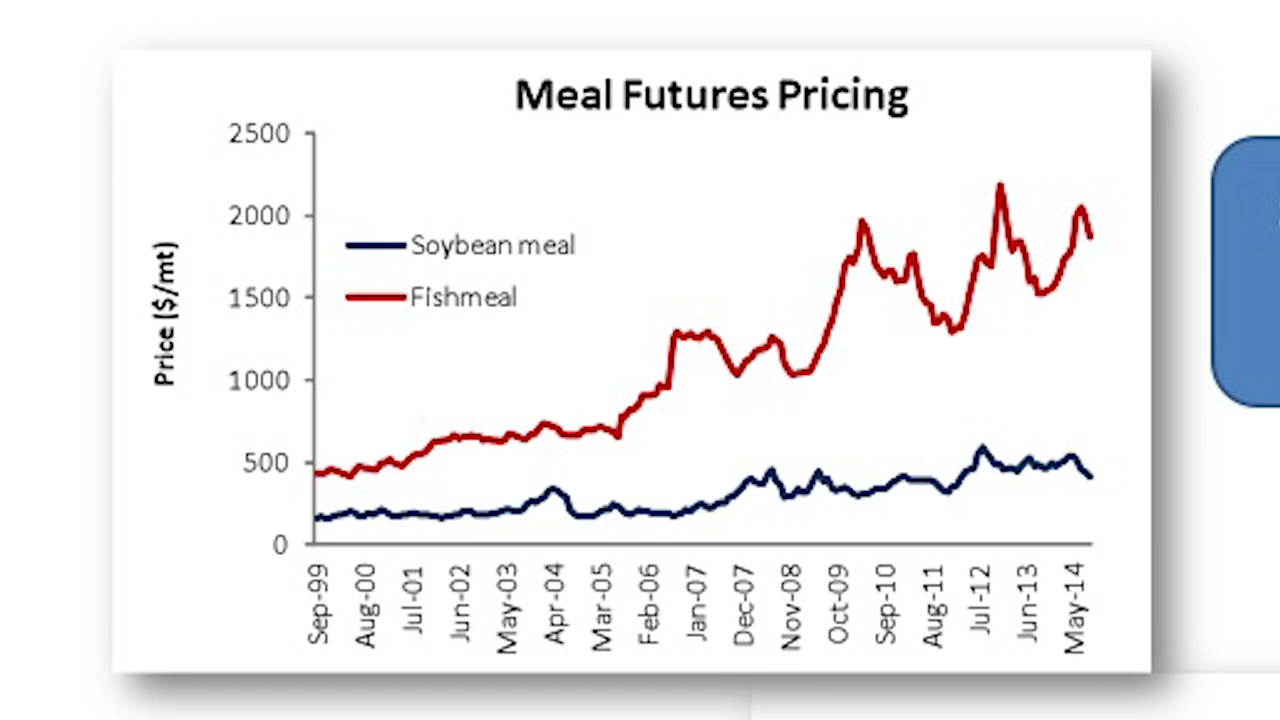 Meal Futures Pricing
Price ($/mt)
2500
2000
1500
1000
500
0
Soybean meal
Fishmeal
Sep-99
Aug-00
Jul-01
Jun-02
May-03
Apr-04
Mar-05
Feb-06
Jan-07
Dec-07
Nov-08
Oct-09
Sep-10
Aug-11
Jul-12
Jun-13
May-14